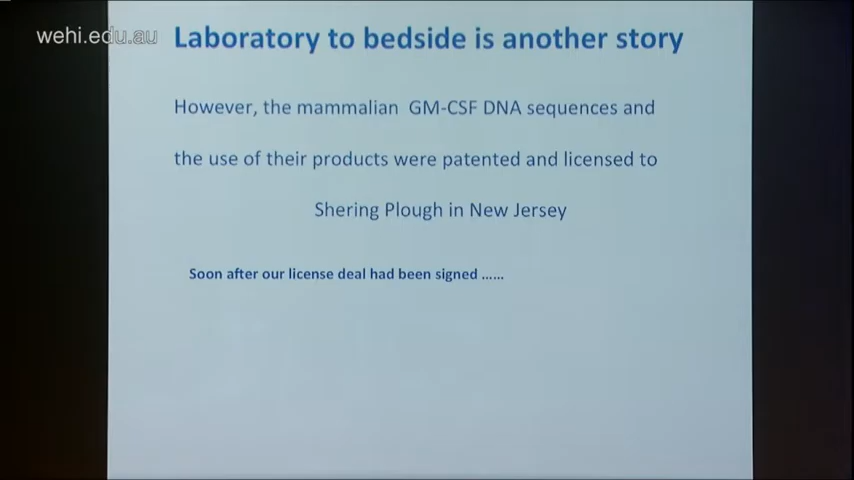 wehi.edu.au
Laboratory to bedside is another story
However, the mammalian GM-CSF DNA sequences and
the use of their products were patented and licensed to
Shering Plough in New Jersey
Soon after our license deal had been signed ......